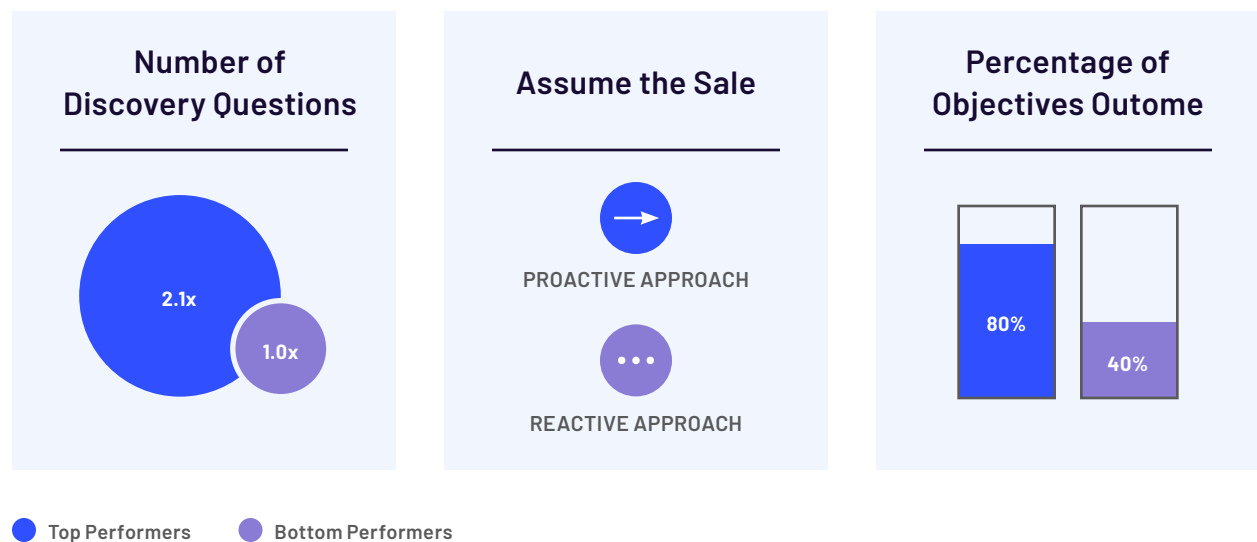 Number of
Discovery Questions
2.1x
1.0x
Assume the Sale
PROACTIVE APPROACH
REACTIVE APPROACH
Percentage of
Objectives Outome
80%
40%
Top Performers
Bottom Performers